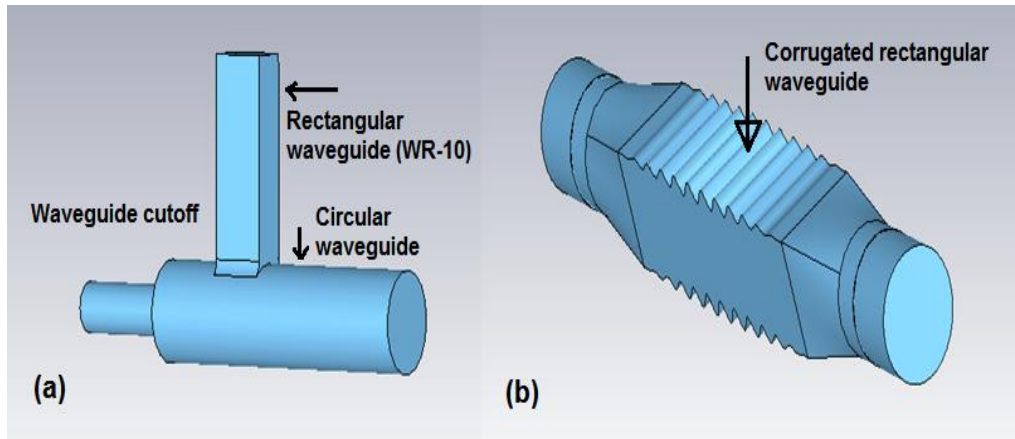 Rectangular
waveguide (WR-10)
Waveguide cutoff
Circular
waveguide
(a)
Corrugated rectangular
waveguide
(b)